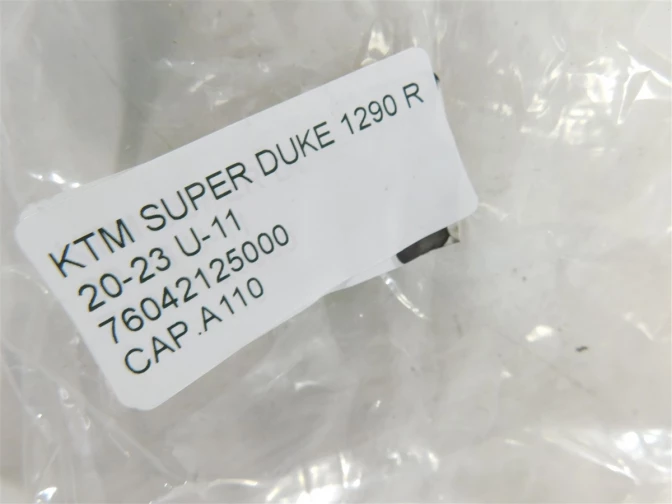 KTM SUPER DUKE 1290 R
20-23 U-11
76042125000
CAP.A110